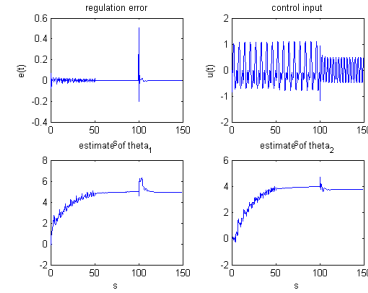 regulation error
control input
e(t)
0.6
0.4
0.2
0
-0.2
-0.4
0 50 100 150
s
u(t)
2
1
0
-1
-2
0 50 100 150
s
estimate of theta1
estimate of theta2
8
6
4
2
0
-2
0 50 100 150
s
6
4
2
0
-2
0 50 100 150
s